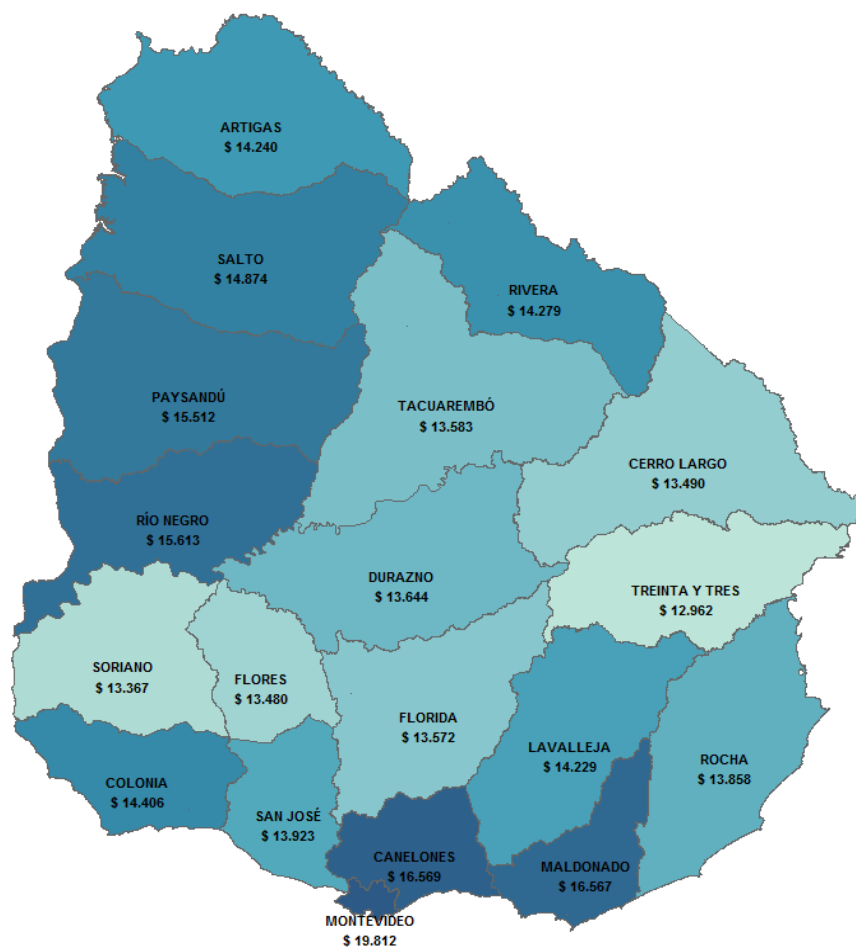 ARTIGAS
$ 14.240
SALTO
$ 14.874
RIVERA
$ 14.279
PAYSANDÚ
$ 15.512
TACUAREMBÓ
$ 13.583
CERRO LARGO
$ 13.490
RÍO NEGRO
$ 15.613
DURAZNO
$ 13.644
TREINTA Y TRES
$ 12.962
SORIANO
$ 13.367
FLORES
$ 13.480
FLORIDA
$ 13.572
LAVALLEJA
$ 14.229
ROCHA
$ 13.858
COLONIA
$ 14.406
SAN JOSÉ
$ 13.923
CANELONES
$ 16.569
MALDONADO
$ 16.567
MONTEVIDEO
$ 19.812